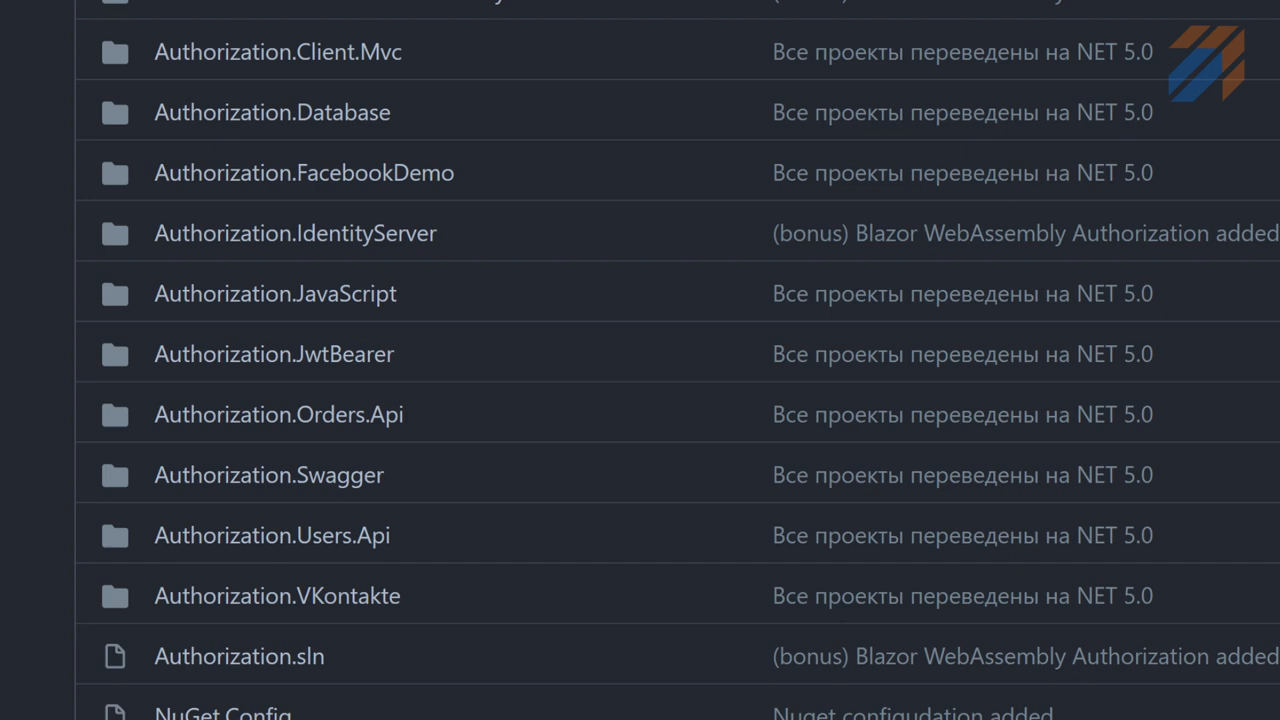 Authorization.Client.Mvc Все проекты переведены на NET 5.0
Authorization.Database Все проекты переведены на NET 5.0
Authorization.FacebookDemo Все проекты переведены на NET 5.0
Authorization.IdentityServer (bonus) Blazor WebAssembly Authorization added
Authorization.JavaScript Все проекты переведены на NET 5.0
Authorization.JwtBearer Все проекты переведены на NET 5.0
Authorization.Orders.Api Все проекты переведены на NET 5.0
Authorization.Swagger Все проекты переведены на NET 5.0
Authorization.Users.Api Все проекты переведены на NET 5.0
Authorization.VKontakte Все проекты переведены на NET 5.0
Authorization.sln (bonus) Blazor WebAssembly Authorization added
NuGet.Config Nuget configudation added